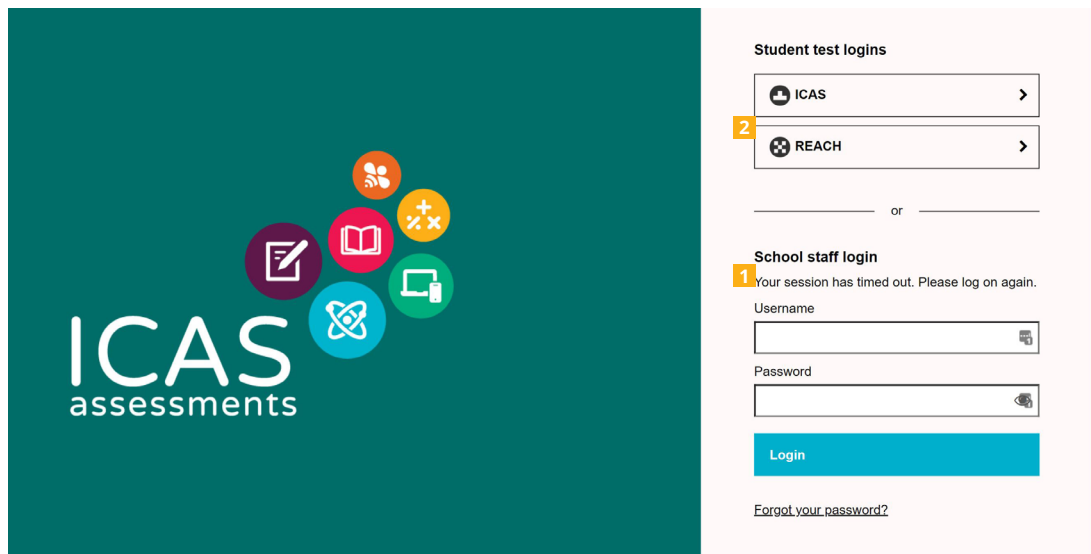 ICAS
assessments
Student test logins
ICAS
2
REACH
or
School staff login
1
Your session has timed out. Please log on again.
Username
Password
Login
Forgot your password?